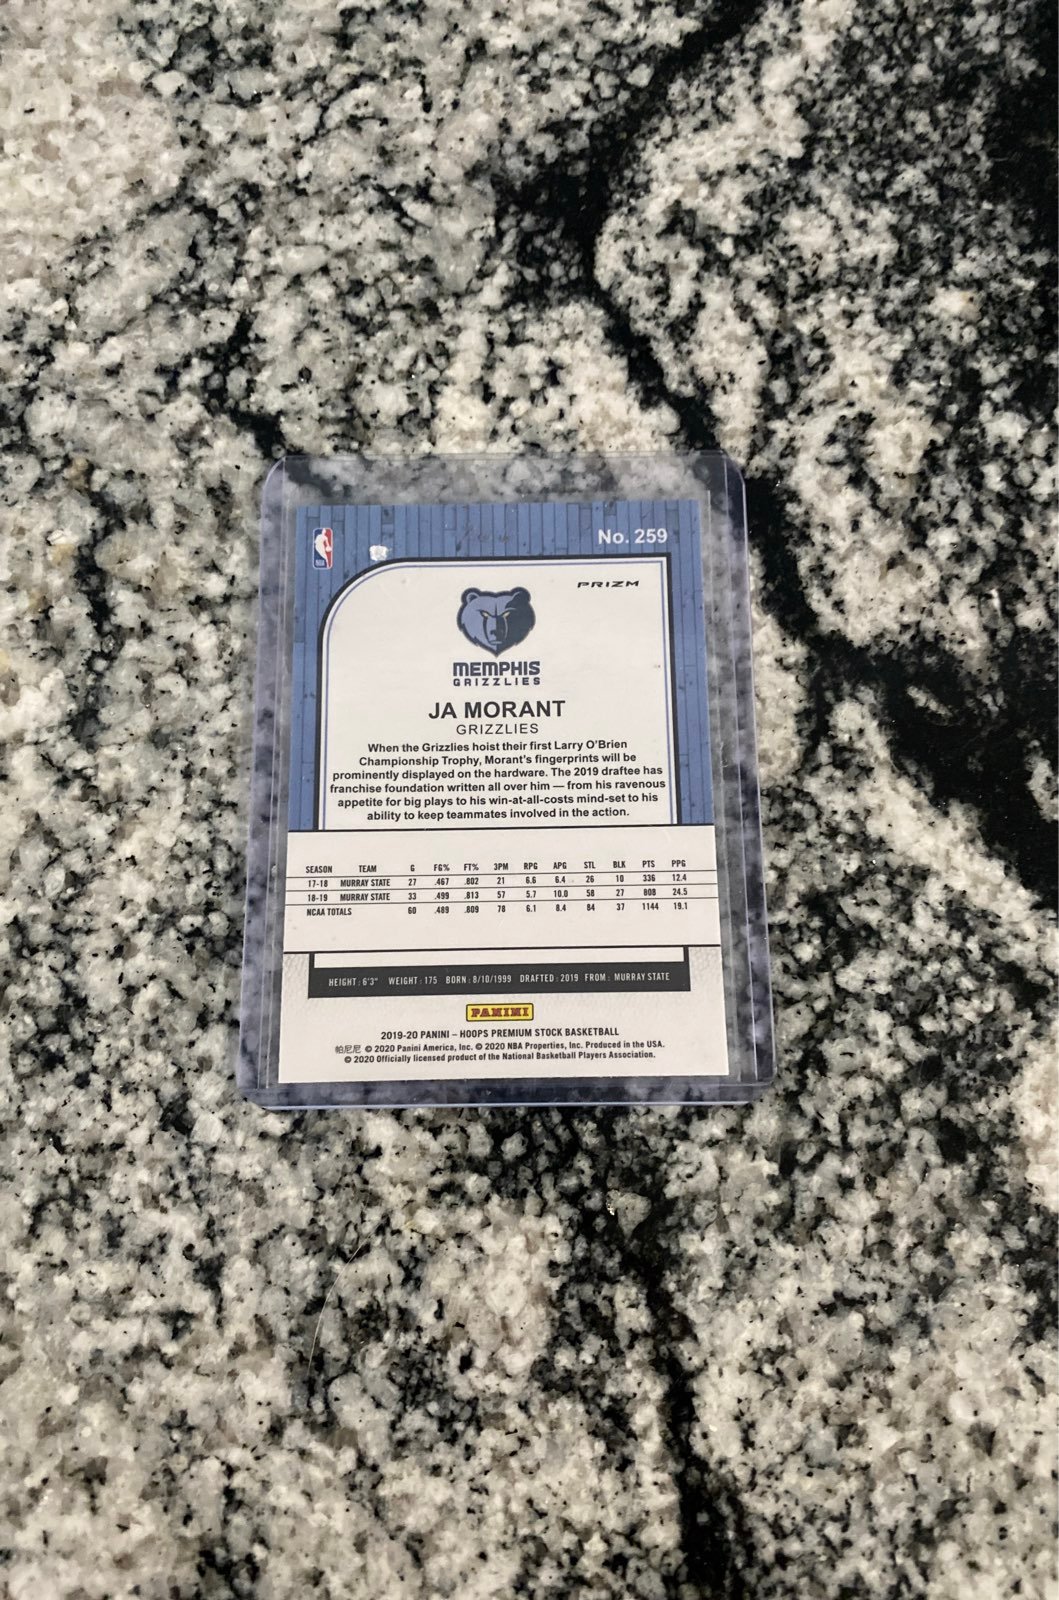 No. 259
PRIZM
MEMPHIS
GRIZZLIES
JA MORANT
GRIZZLIES
When the Grizzlies hoist their first Larry O'Brien
Championship Trophy, Morant's fingerprints will be
prominently displayed on the hardware. The 2019 draftee has
franchise foundation written all over him — from his ravenous
appetite for big plays to his win-at-all-costs mind-set to his
ability to keep teammates involved in the action.
SEASON TEAM G FG% FT% 3PM RPG APG STL BLK PTS PPG
17-18 MURRAY STATE 27 .467 .802 21 6.6 6.4 26 10 336 12.4
18-19 MURRAY STATE 33 .499 .813 57 5.7 10.0 58 27 808 24.5
NCAA TOTALS 60 .489 .809 78 6.1 8.4 84 37 1144 19.1
HEIGHT: 6'3" WEIGHT: 175 BORN: 8/10/1999 DRAFTED: 2019 FROM: MURRAY STATE
PANINI
2019-20 PANINI – HOOPS PREMIUM STOCK BASKETBALL
帕尼尼 © 2020 Panini America, Inc. © 2020 NBA Properties, Inc. Produced in the USA.
© 2020 Officially licensed product of the National Basketball Players Association.